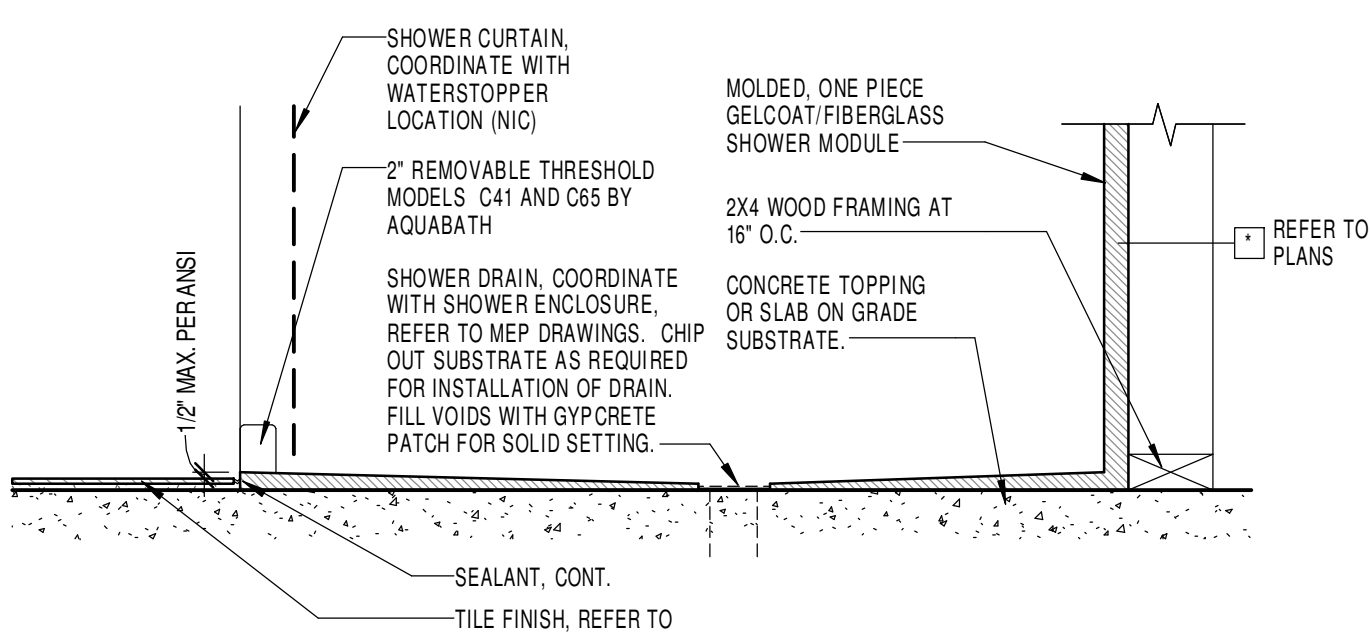 SHOWER CURTAIN,
COORDINATE WITH
WATERSTOPPER
LOCATION (NIC)
2" REMOVABLE THRESHOLD
MODELS C41 AND C65 BY
AQUABATH
SHOWER DRAIN, COORDINATE
WITH SHOWER ENCLOSURE,
REFER TO MEP DRAWINGS. CHIP
OUT SUBSTRATE AS REQUIRED
FOR INSTALLATION OF DRAIN.
FILL VOIDS WITH GYPCRETE
PATCH FOR SOLID SETTING.
MOLDED, ONE PIECE
GELCOAT/FIBERGLASS
SHOWER MODULE
2X4 WOOD FRAMING AT
16" O.C.
CONCRETE TOPPING
OR SLAB ON GRADE
SUBSTRATE.
* REFER TO
PLANS
1/2" MAX. PER ANSI
SEALANT, CONT.
TILE FINISH, REFER TO